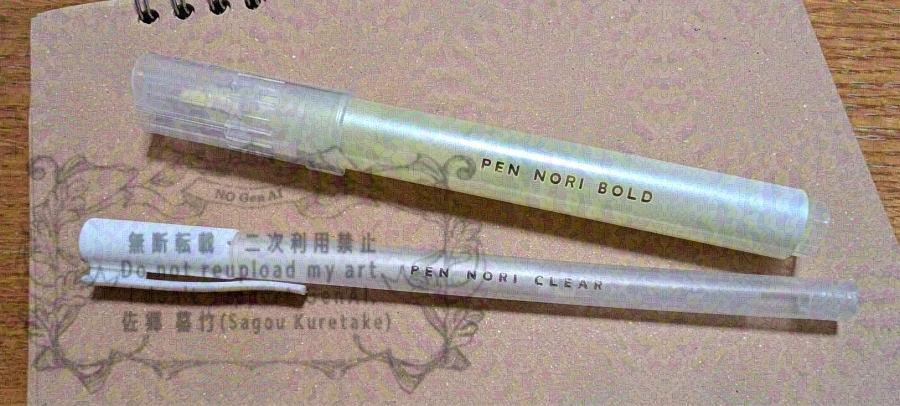 PEN NORI BOLD
PEN NORI CLEAR
NO Gen AI
無断転載・二次利用禁止
Do not reupload my art.
GenAI.
佐郷 暮竹(Sagou Kuretake)